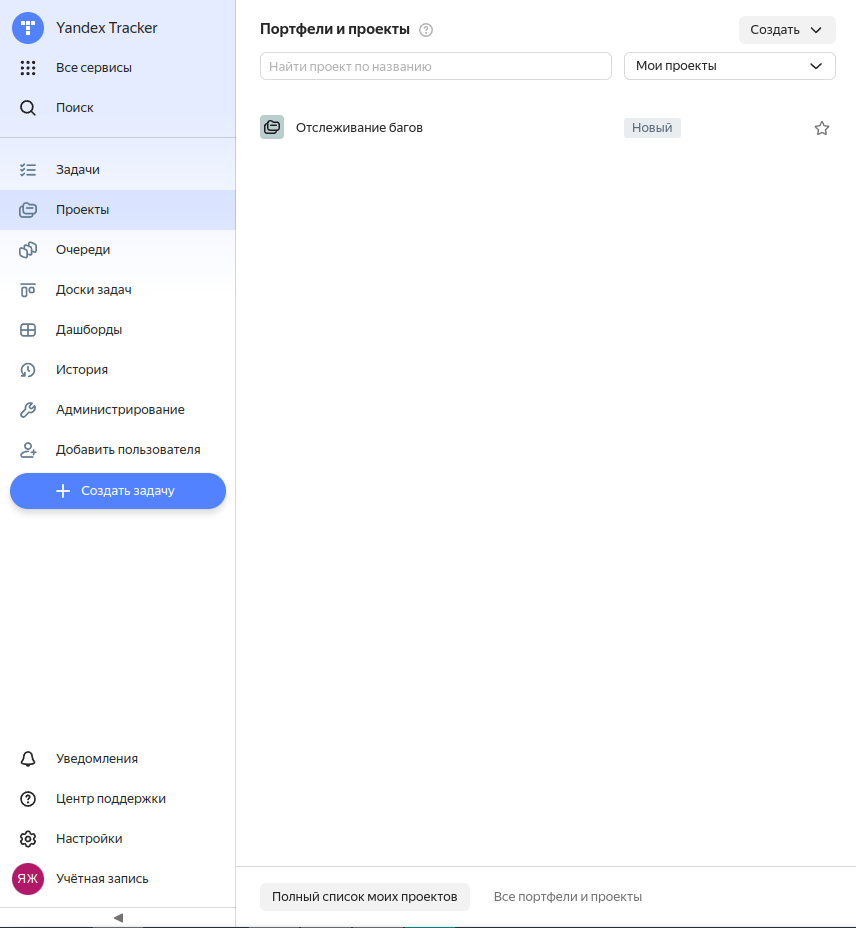 Yandex Tracker
Все сервисы
Поиск
Задачи
Проекты
Очереди
Доски задач
Дашборды
История
Администрирование
Добавить пользователя
Создать задачу
Уведомления
Центр поддержки
Настройки
ЯЖ Учётная запись
Портфели и проекты
Создать
Найти проект по названию
Мои проекты
Отслеживание багов
Новый
Полный список моих проектов
Все портфели и проекты